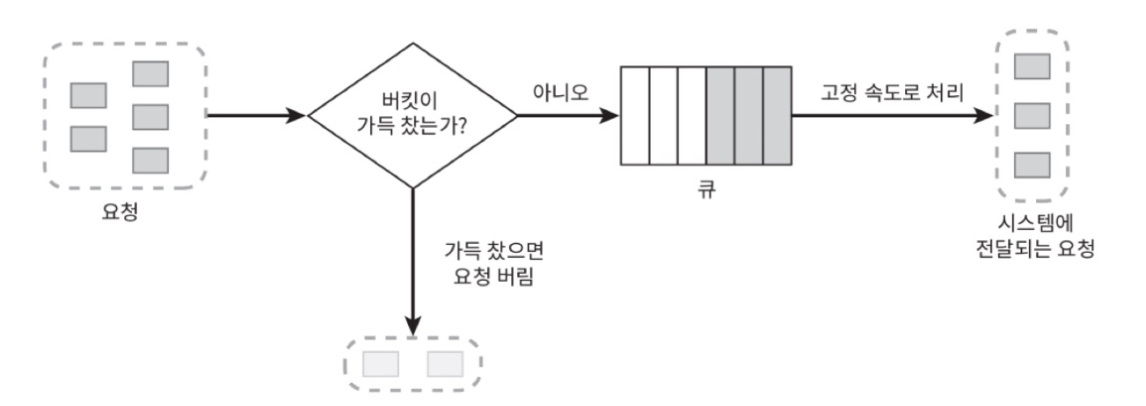 버킷이
가득 찼는가?
아니오
고정 속도로 처리
요청
큐
시스템에
전달되는 요청
가득 찼으면
요청 버림